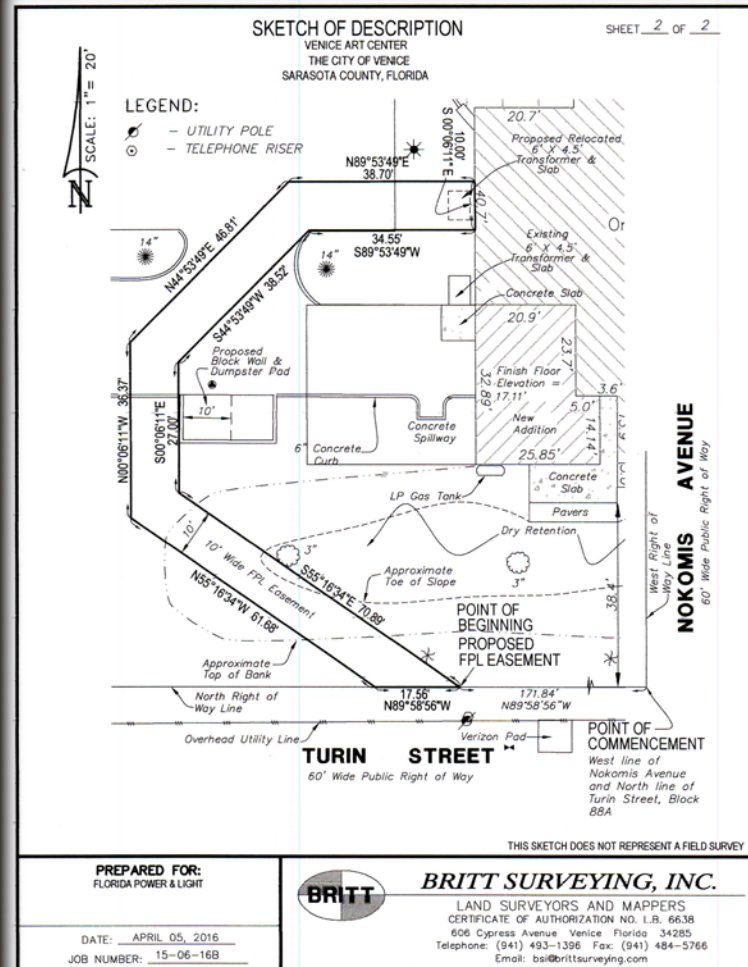 SKETCH OF DESCRIPTION
VENICE ART CENTER
THE CITY OF VENICE
SARASOTA COUNTY, FLORIDA
SHEET 2 OF 2
SCALE: 1"= 20'
N
LEGEND:
- UTILITY POLE
- TELEPHONE RISER
N89°53'49"E
38.70'
10.00'
S 00°06'11" E
20.7'
Proposed Relocated
6' X 4.5'
Transformer &
Slab
40.7'
Or
34.55'
S89°53'49"W
Existing
6' X 4.5'
Transformer &
Slab
Concrete Slab
14"
14"
N44°53'49"E 46.81'
S44°53'49"W 38.52'
20.9'
23.7'
Proposed
Block Wall &
Dumpster Pad
10'
N00°06'11"W 36.37'
S00°06'11"E
27.00'
32.89'
Finish Floor
Elevation =
17.11'
New
Addition
3.6'
5.0'
14.14'
25.85'
6" Concrete
Curb
Concrete
Spillway
Concrete
Slab
LP Gas Tank
Pavers
Dry Retention
NOKOMIS AVENUE
60' Wide Public Right of Way
West Right of
Way Line
38.4'
10'
3"
3"
10' Wide FPL Easement
S55°16'34"E 70.89'
N55°16'34"W 61.68'
Approximate
Toe of Slope
POINT OF
BEGINNING
PROPOSED
FPL EASEMENT
Approximate
Top of Bank
North Right of
Way Line
17.56'
N89°58'56"W
171.84'
N89°58'56"W
Overhead Utility Line
Verizon Pad
TURIN STREET
60' Wide Public Right of Way
POINT OF
COMMENCEMENT
West line of
Nokomis Avenue
and North line of
Turin Street, Block
88A
THIS SKETCH DOES NOT REPRESENT A FIELD SURVEY
PREPARED FOR:
FLORIDA POWER & LIGHT
DATE: APRIL 05, 2016
JOB NUMBER: 15-06-16B
BRITT
BRITT SURVEYING, INC.
LAND SURVEYORS AND MAPPERS
CERTIFICATE OF AUTHORIZATION NO. L.B. 6638
606 Cypress Avenue Venice Florida 34285
Telephone: (941) 493-1396 Fax: (941) 484-5766
Email: bsi@brittsurveying.com